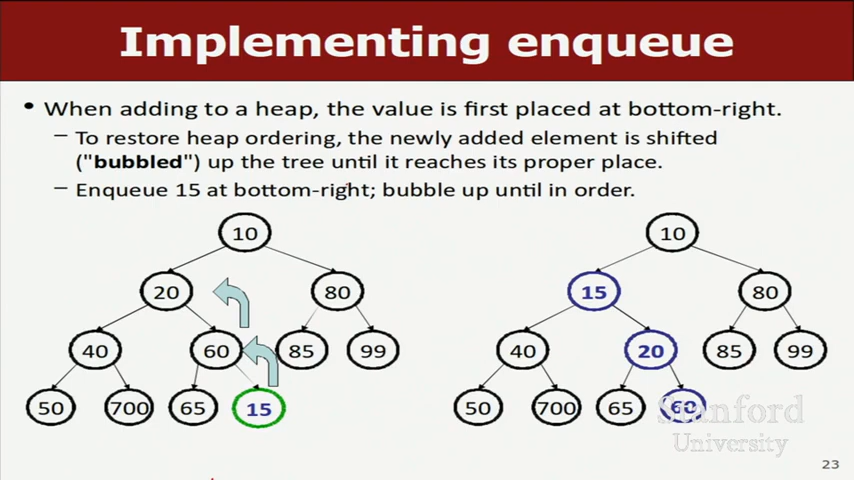 Implementing enqueue
• When adding to a heap, the value is first placed at bottom-right.
– To restore heap ordering, the newly added element is shifted
("bubbled") up the tree until it reaches its proper place.
– Enqueue 15 at bottom-right; bubble up until in order.
10
20 80
40 60 85 99
50 700 65 15
10
15 80
40 20 85 99
50 700 65 60
Stanford
University
23